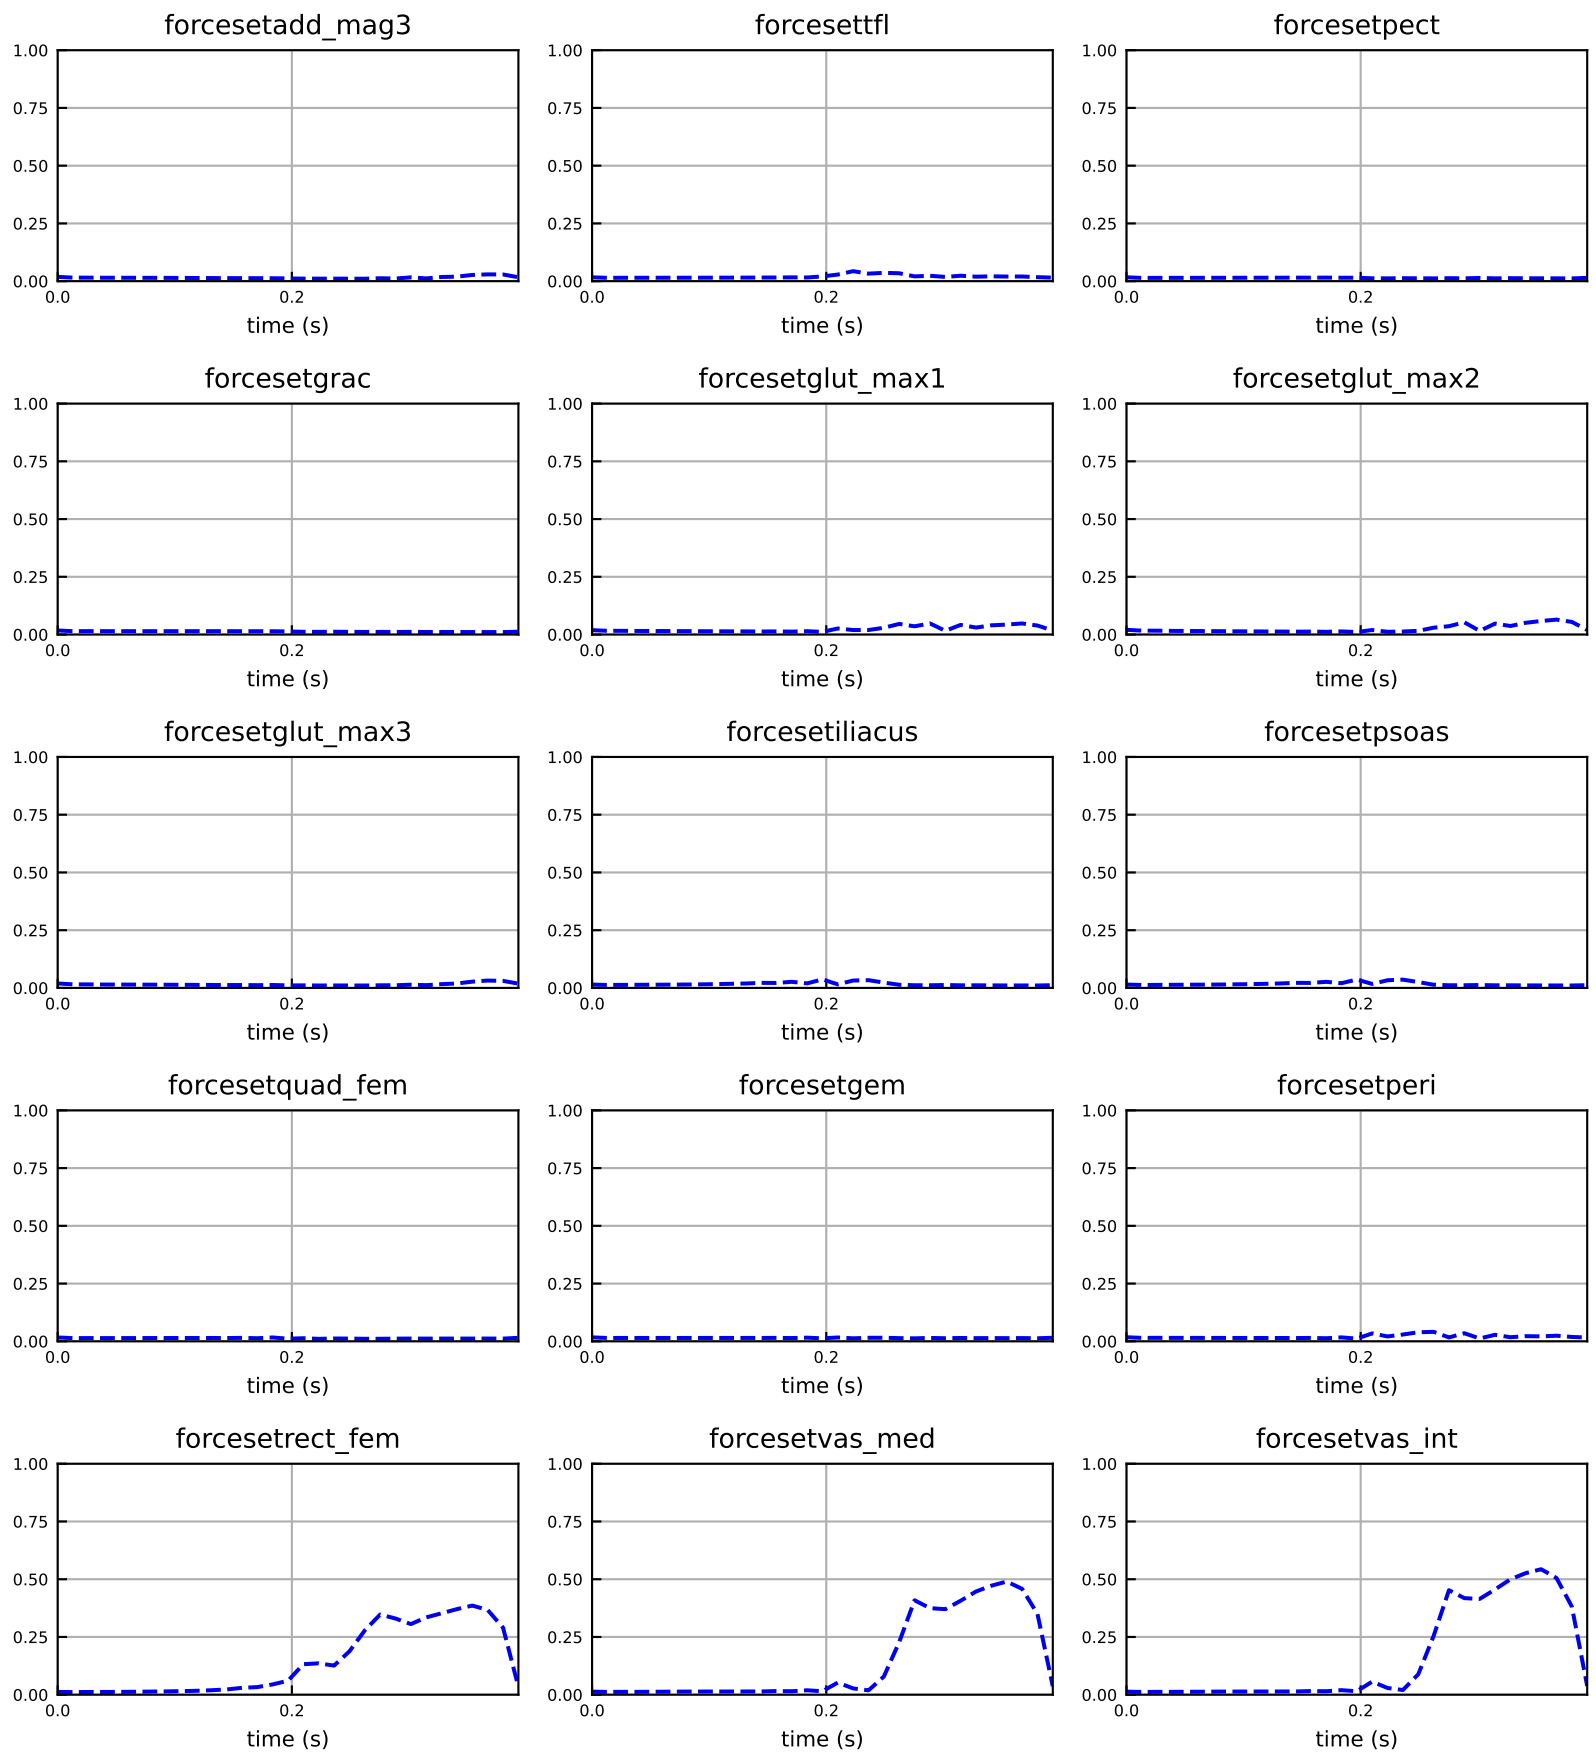 forcesetadd_mag3 forcesettfl forcesetpect
1.00 1.00 1.00
0.75 0.75 0.75
0.50 0.50 0.50
0.25 0.25 0.25
0.00 0.00 0.00
0.0 0.2 0.0 0.2 0.0 0.2
time (s) time (s) time (s)
forcesetgrac forcesetglut_max1 forcesetglut_max2
1.00 1.00 1.00
0.75 0.75 0.75
0.50 0.50 0.50
0.25 0.25 0.25
0.00 0.00 0.00
0.0 0.2 0.0 0.2 0.0 0.2
time (s) time (s) time (s)
forcesetglut_max3 forcesetiliacus forcesetpsoas
1.00 1.00 1.00
0.75 0.75 0.75
0.50 0.50 0.50
0.25 0.25 0.25
0.00 0.00 0.00
0.0 0.2 0.0 0.2 0.0 0.2
time (s) time (s) time (s)
forcesetquad_fem forcesetgem forcesetperi
1.00 1.00 1.00
0.75 0.75 0.75
0.50 0.50 0.50
0.25 0.25 0.25
0.00 0.00 0.00
0.0 0.2 0.0 0.2 0.0 0.2
time (s) time (s) time (s)
forcesetrect_fem forcesetvas_med forcesetvas_int
1.00 1.00 1.00
0.75 0.75 0.75
0.50 0.50 0.50
0.25 0.25 0.25
0.00 0.00 0.00
0.0 0.2 0.0 0.2 0.0 0.2
time (s) time (s) time (s)